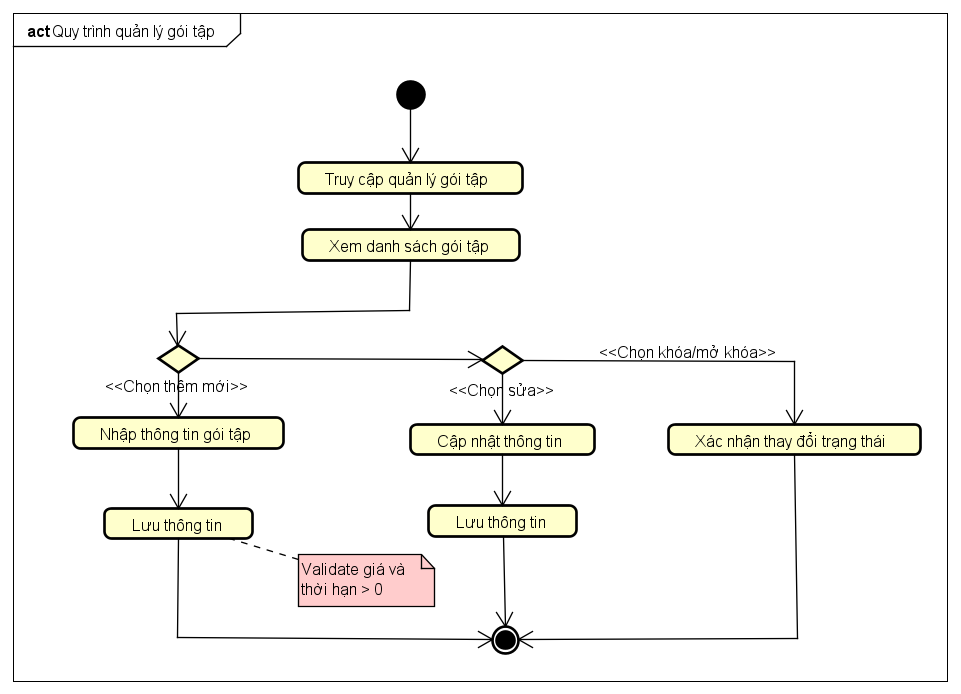 act Quy trình quản lý gói tập
Truy cập quản lý gói tập
Xem danh sách gói tập
<<Chọn khóa/mở khóa>>
<<Chọn thêm mới>>
<<Chọn sửa>>
Nhập thông tin gói tập
Cập nhật thông tin
Xác nhận thay đổi trạng thái
Lưu thông tin
Lưu thông tin
Validate giá và
thời hạn > 0